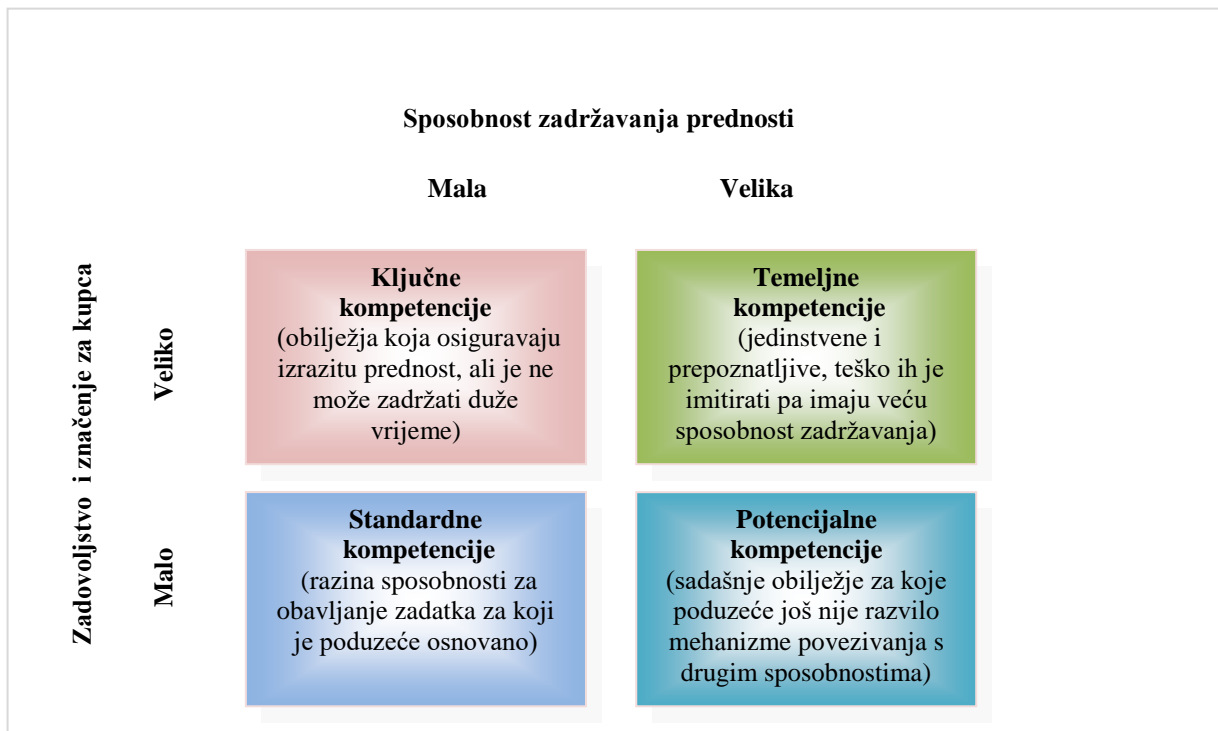 Sposobnost zadržavanja prednosti
Mala
Velika
Zadovoljstvo i značenje za kupca
Veliko
Ključne
kompetencije
(obilježja koja osiguravaju
izrazitu prednost, ali je ne
može zadržati duže
vrijeme)
Temeljne
kompetencije
(jedinstvene i
prepoznatljive, teško ih je
imitirati pa imaju veću
sposobnost zadržavanja)
Malo
Standardne
kompetencije
(razina sposobnosti za
obavljanje zadatka za koji
je poduzeće osnovano)
Potencijalne
kompetencije
(sadašnje obilježje za koje
poduzeće još nije razvilo
mehanizme povezivanja s
drugim sposobnostima)